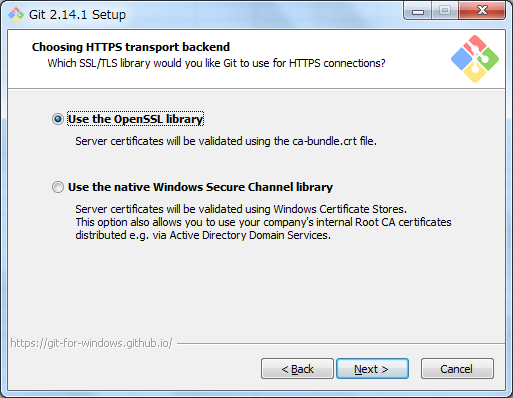 Git 2.14.1 Setup
Choosing HTTPS transport backend
Which SSL/TLS library would you like Git to use for HTTPS connections?
Use the OpenSSL library
Server certificates will be validated using the ca-bundle.crt file.
Use the native Windows Secure Channel library
Server certificates will be validated using Windows Certificate Stores.
This option also allows you to use your company's internal Root CA certificates
distributed e.g. via Active Directory Domain Services.
https://git-for-windows.github.io/
< Back
Next >
Cancel